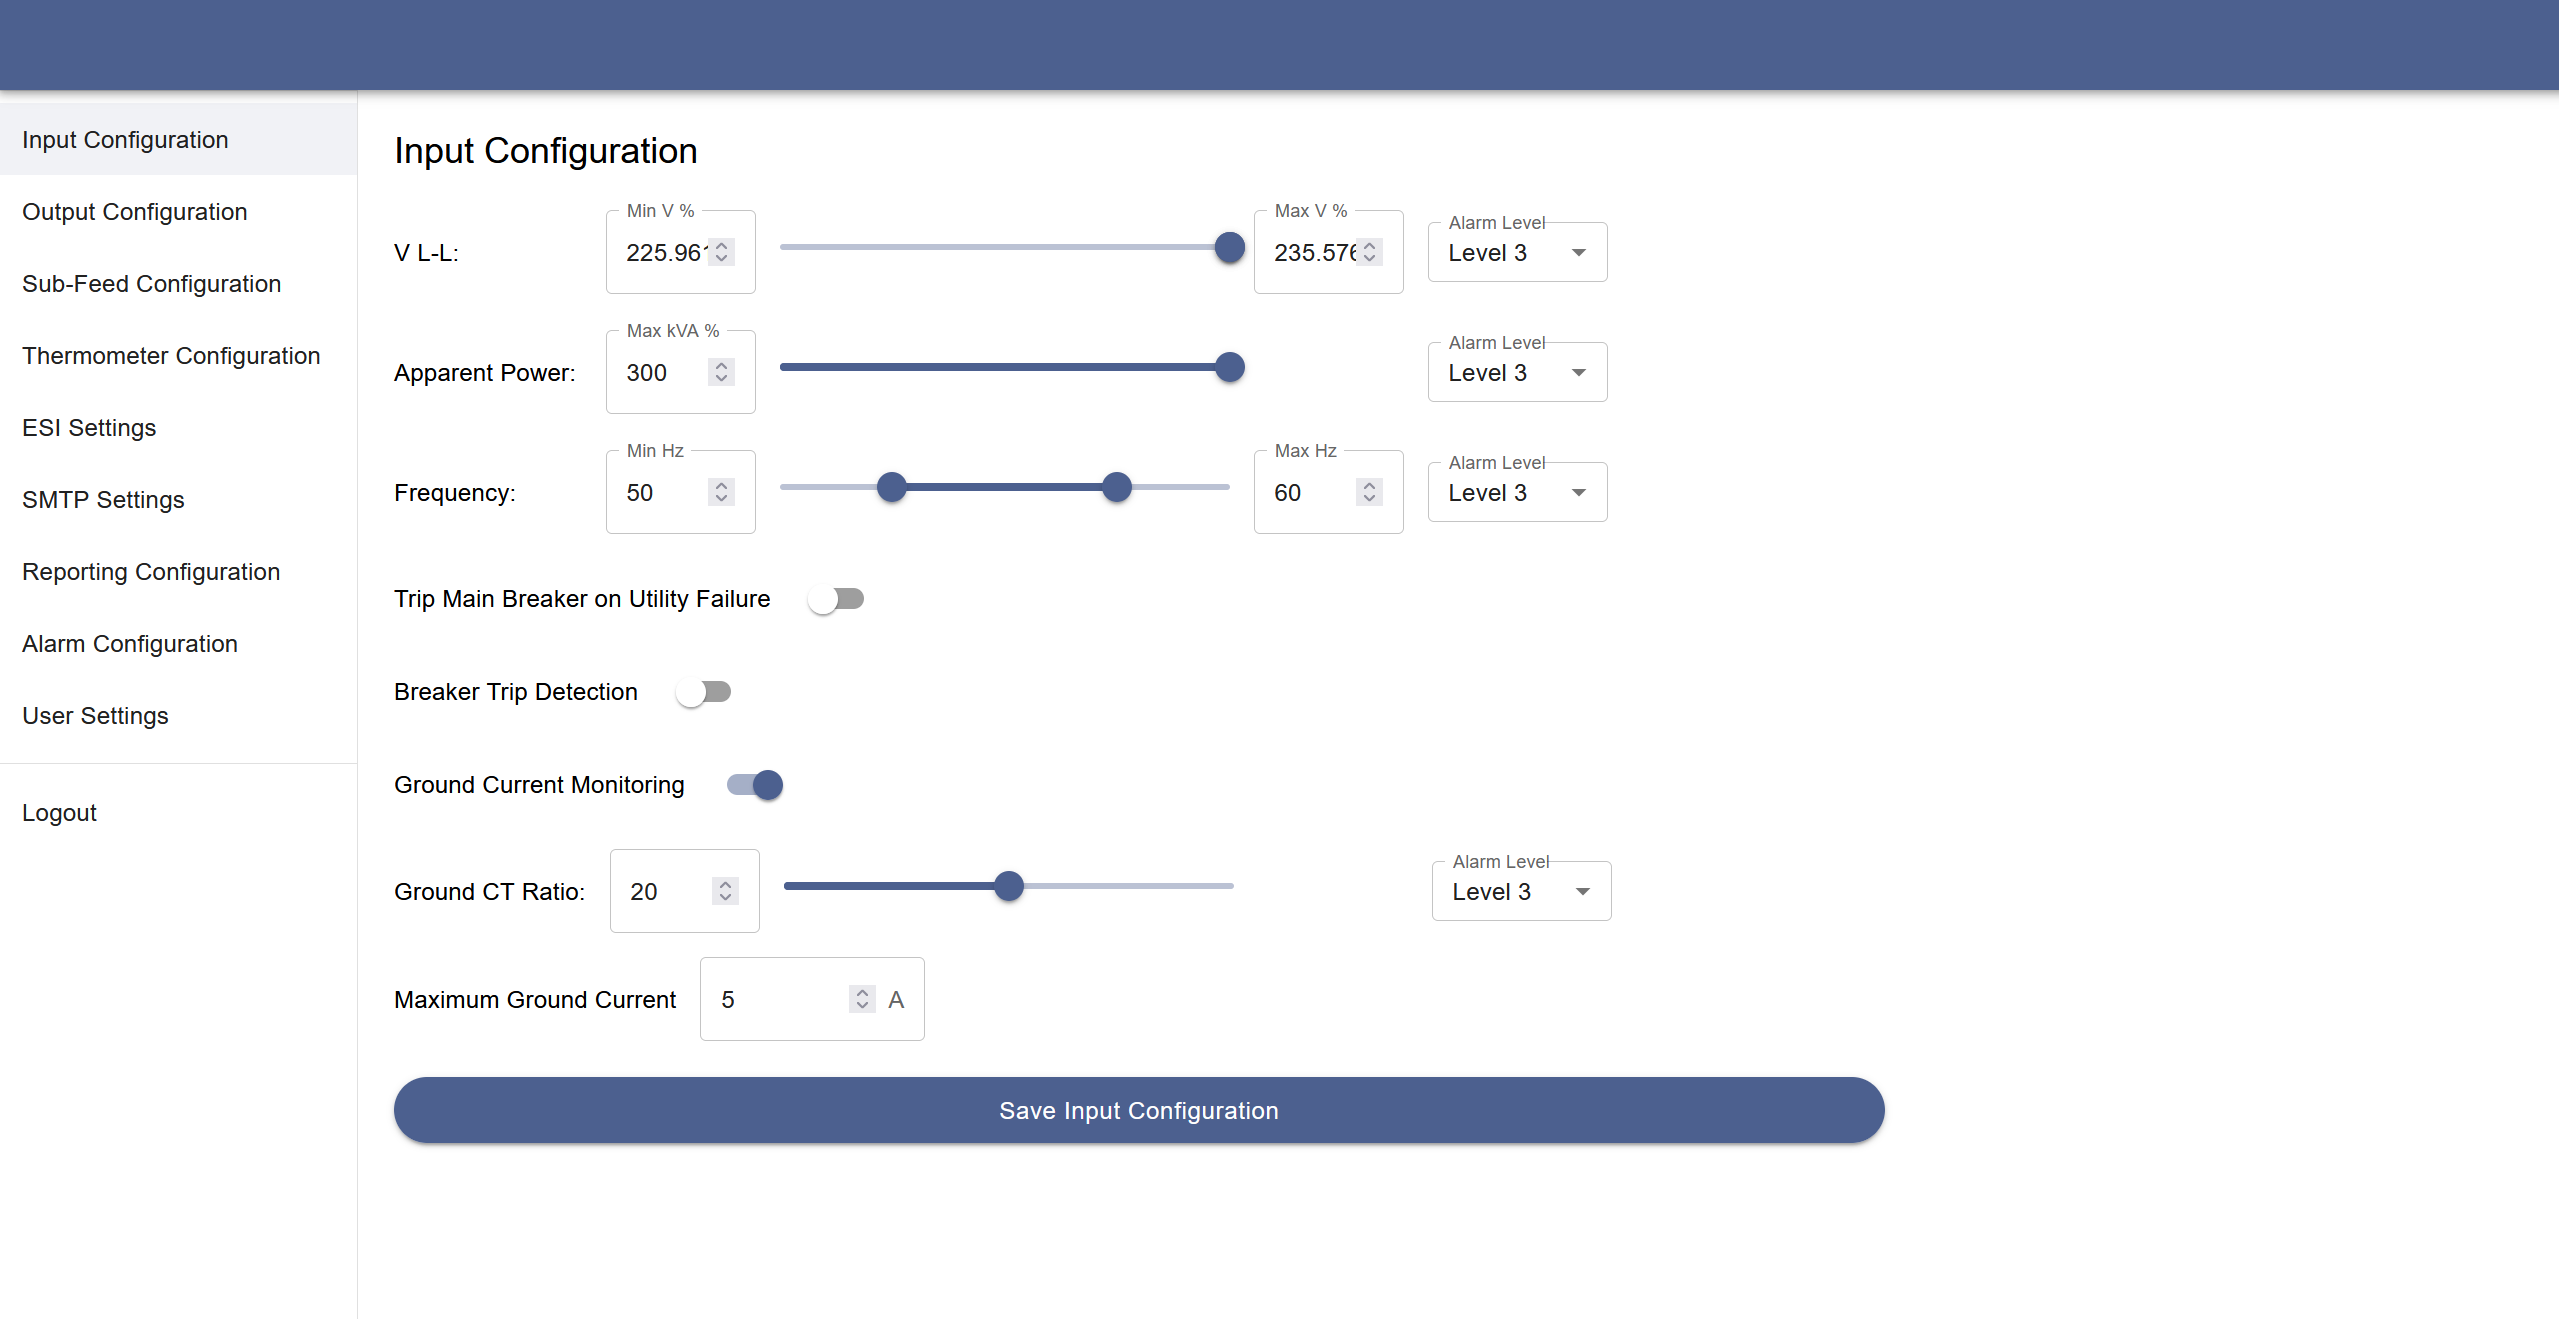 Input Configuration
Output Configuration
Sub-Feed Configuration
Thermometer Configuration
ESI Settings
SMTP Settings
Reporting Configuration
Alarm Configuration
User Settings
Logout
Input Configuration
V L-L: Min V % 225.961 Max V % 235.576 Alarm Level Level 3
Apparent Power: Max kVA % 300 Alarm Level Level 3
Frequency: Min Hz 50 Max Hz 60 Alarm Level Level 3
Trip Main Breaker on Utility Failure
Breaker Trip Detection
Ground Current Monitoring
Ground CT Ratio: 20 Alarm Level Level 3
Maximum Ground Current 5 A
Save Input Configuration